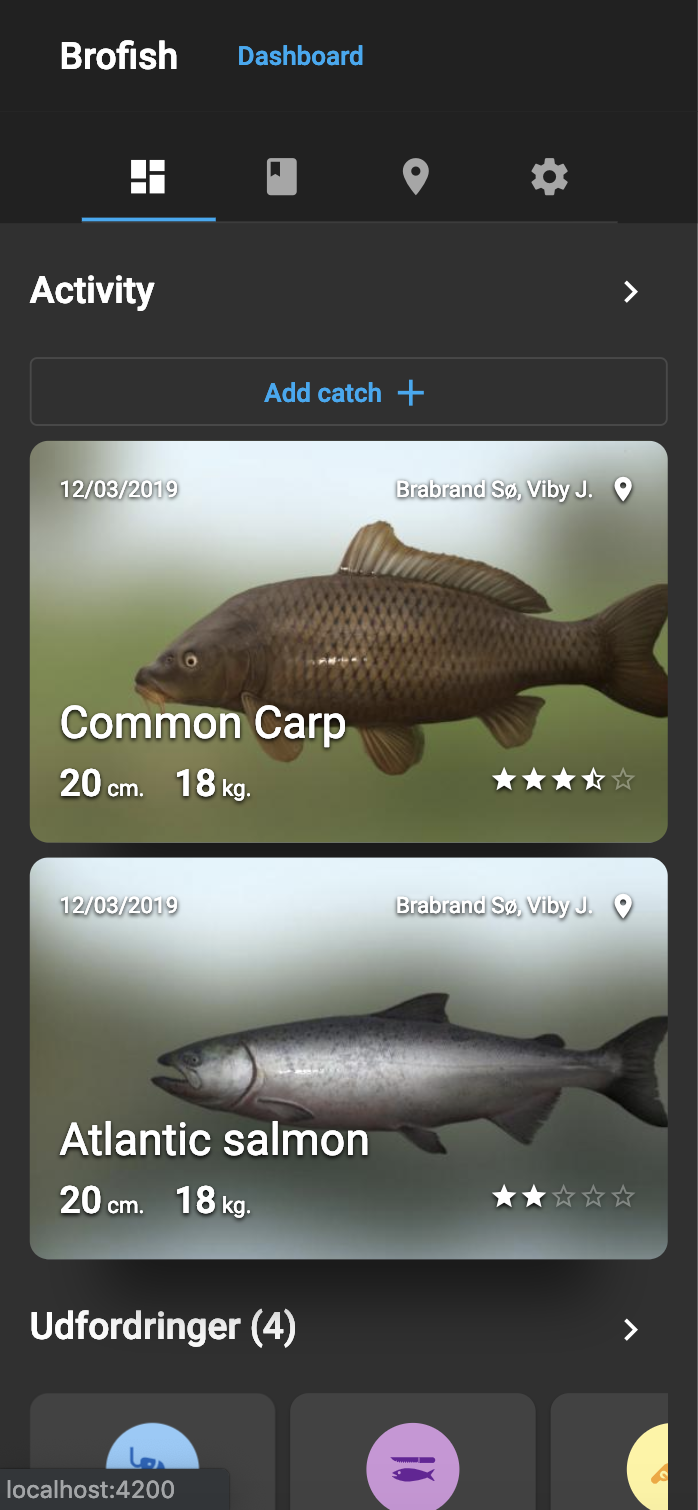 Brofish Dashboard
Activity
Add catch
12/03/2019 Brabrand Sø, Viby J.
Common Carp
20 cm. 18 kg.
12/03/2019 Brabrand Sø, Viby J.
Atlantic salmon
20 cm. 18 kg.
Udfordringer (4)
localhost:4200